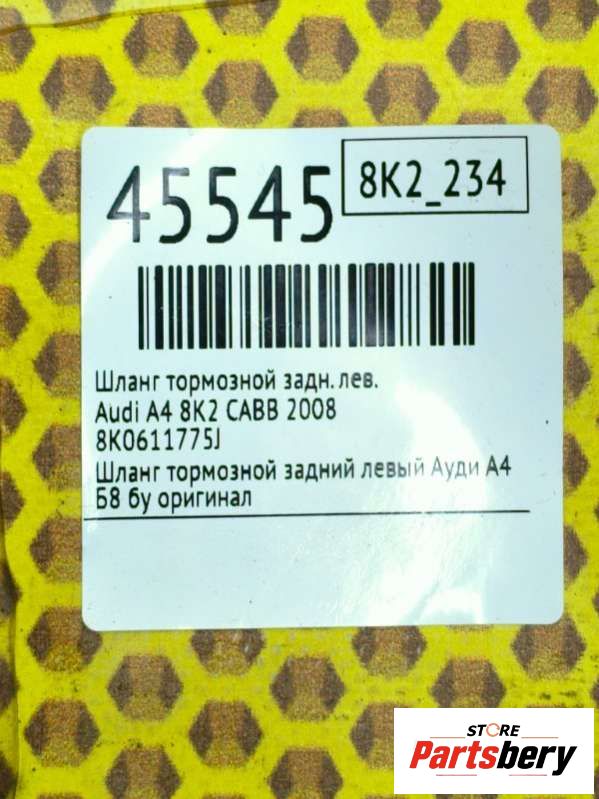 45545
8K2_234
Шланг тормозной задн. лев.
Audi A4 8K2 CABB 2008
8K0611775J
Шланг тормозной задний левый Ауди А4
Б8 бу оригинал
STORE
Partsbery